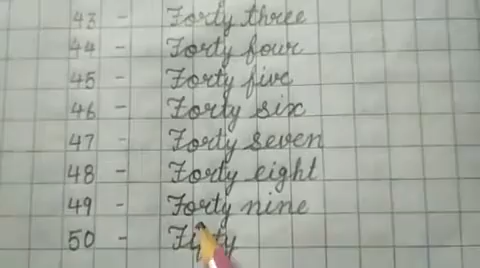 43 - Forty three
44 - Forty four
45 - Forty five
46 - Forty six
47 - Forty seven
48 - Forty eight
49 - Forty nine
50 - Fifty